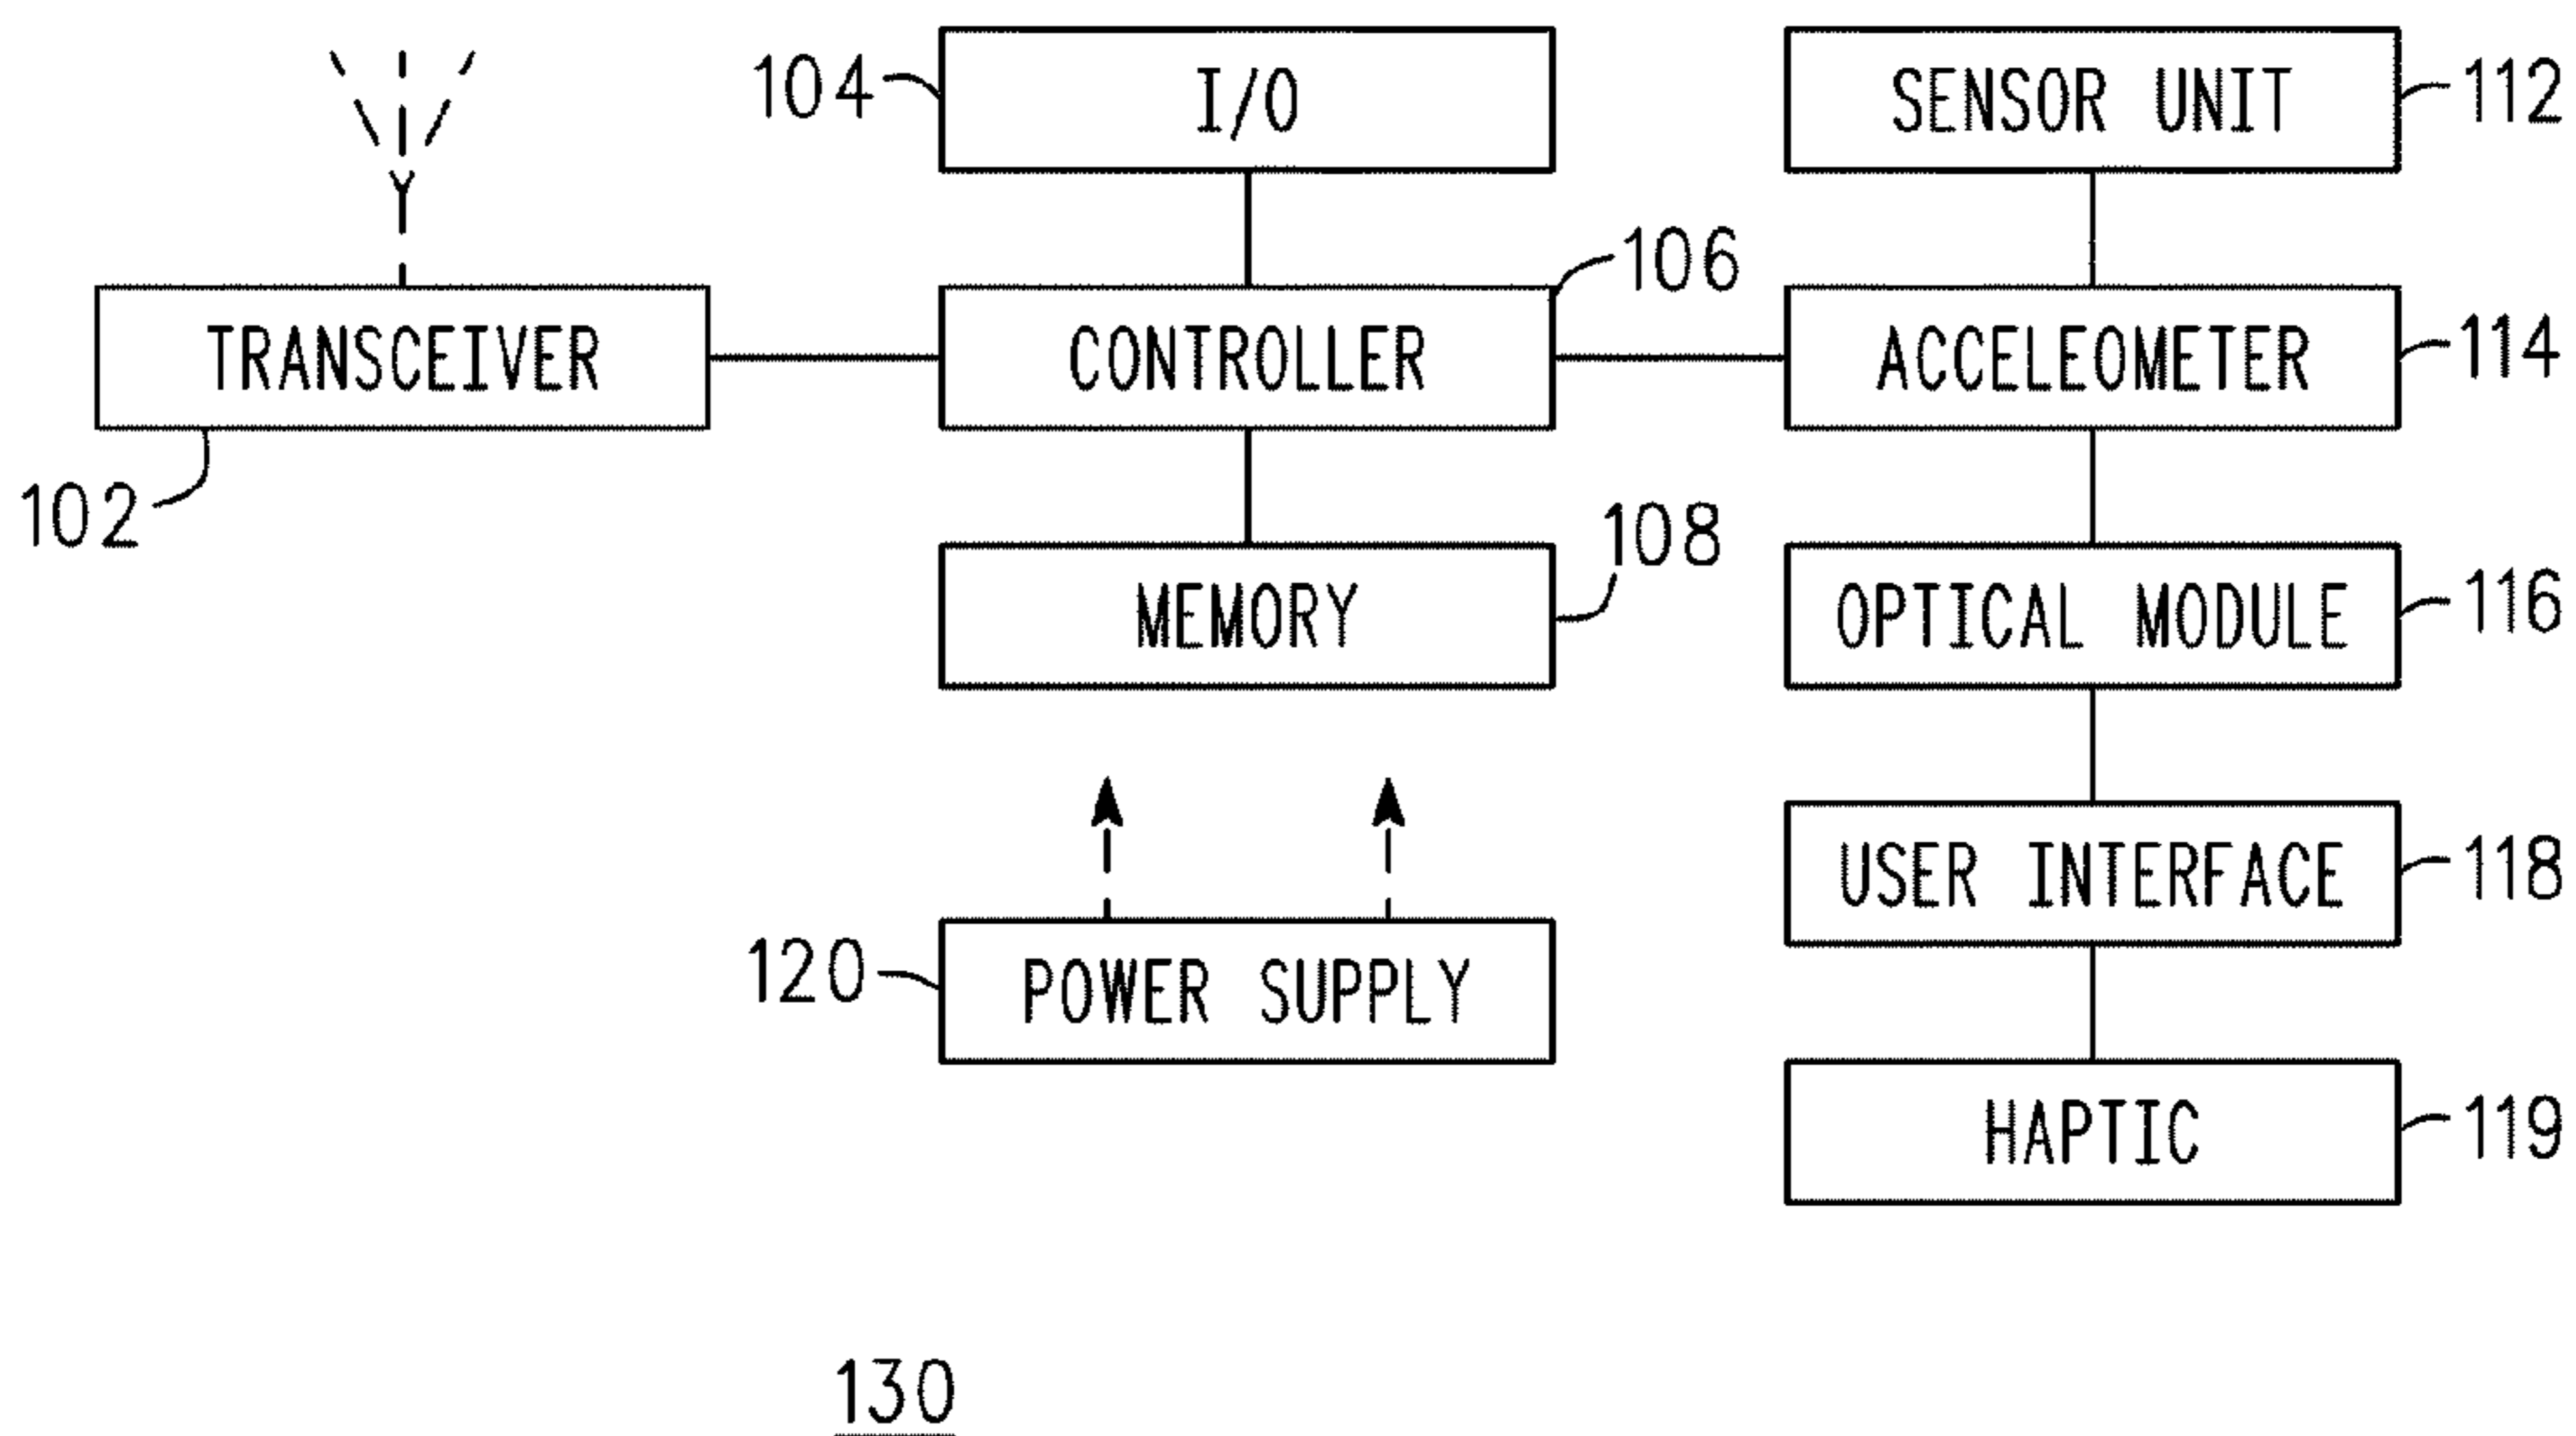 104
I/O
SENSOR UNIT
112
106
TRANSCEIVER
CONTROLLER
ACCELEOMETER
114
102
108
MEMORY
OPTICAL MODULE
116
USER INTERFACE
118
120
POWER SUPPLY
HAPTIC
119
130